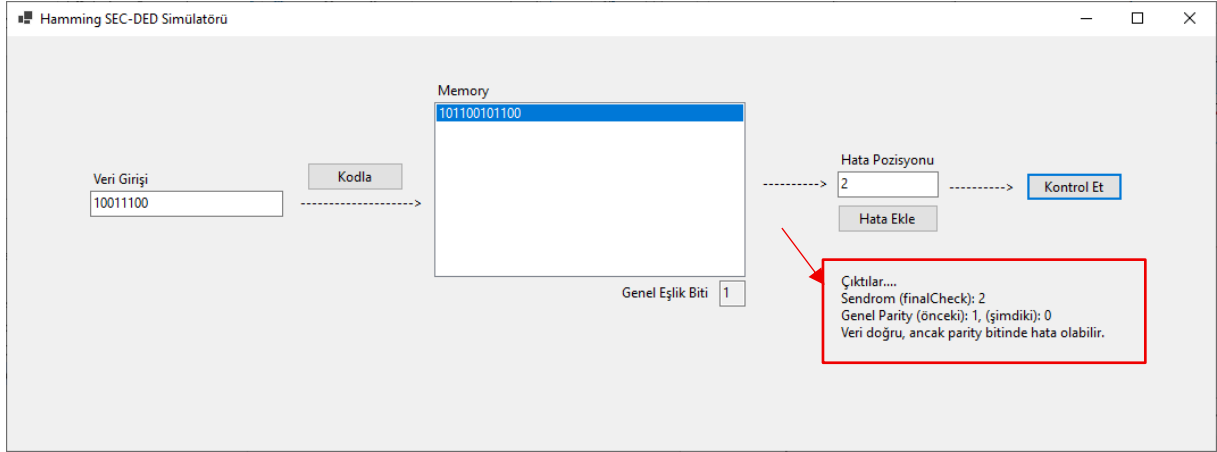 Hamming SEC-DED Simülatörü
Memory
101100101100
Veri Girişi
10011100
Kodla
-------------------->
Genel Eşlik Biti 1
---------->
Hata Pozisyonu
2
Hata Ekle
---------->
Kontrol Et
Çıktılar....
Sendrom (finalCheck): 2
Genel Parity (önceki): 1, (şimdiki): 0
Veri doğru, ancak parity bitinde hata olabilir.